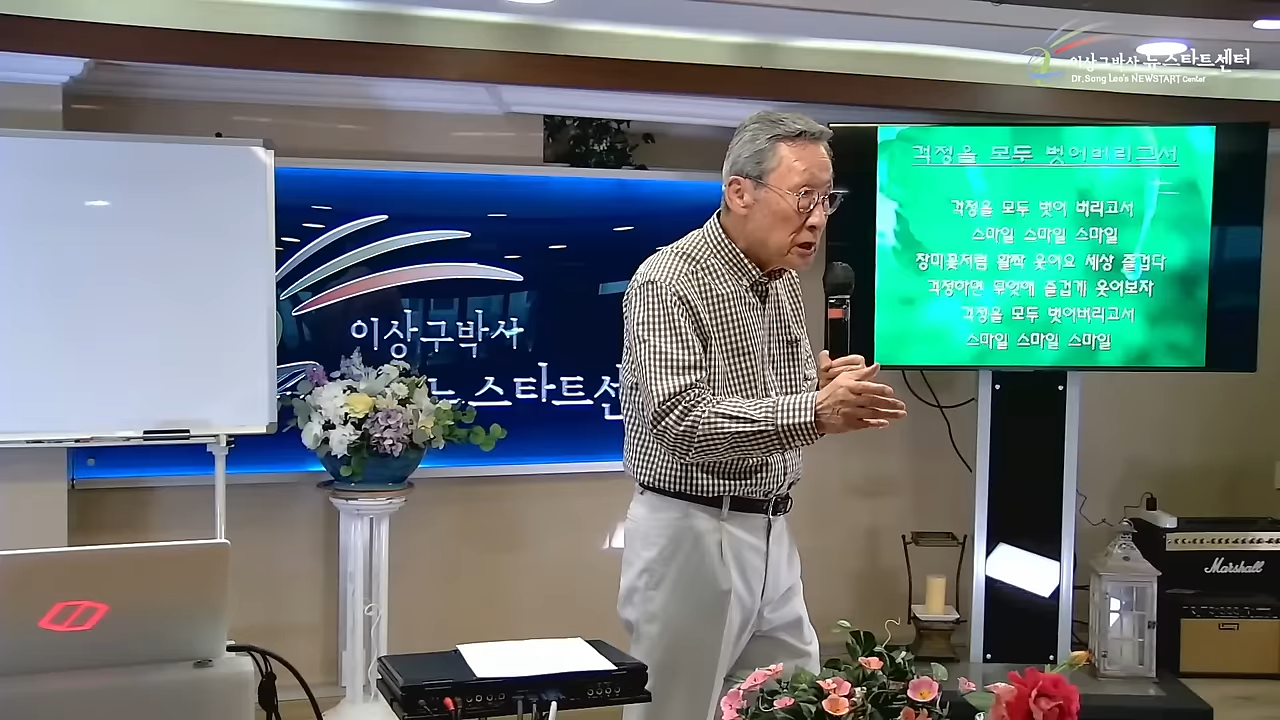 이상구박사 뉴스타트센터
Dr.Sang Lee's NEWSTART Center
걱정을 모두 벗어버리고서
걱정을 모두 벗어 버리고서
스마일 스마일 스마일
장미꽃처럼 활짝 웃어요 세상 즐겁다
걱정하면 무엇해 즐겁게 웃어보자
걱정을 모두 벗어버리고서
스마일 스마일 스마일
이상구박사
뉴스타트센
Marshall